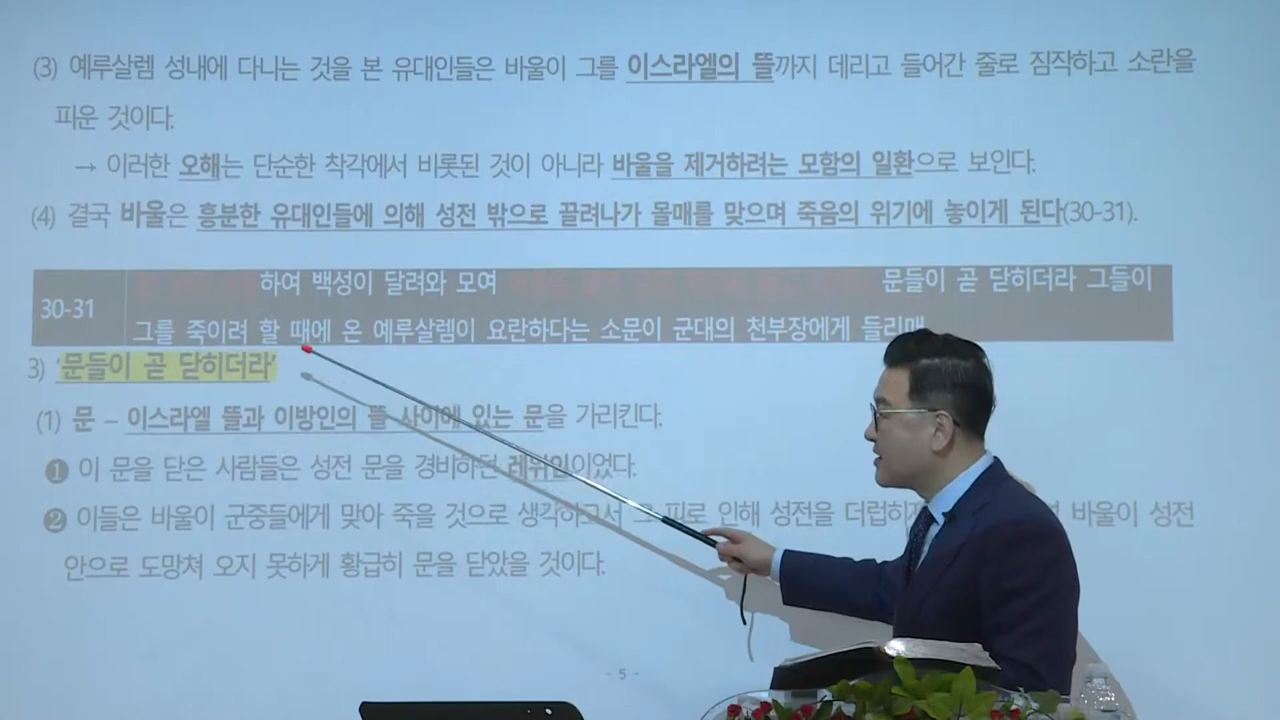 (3) 예루살렘 성내에 다니는 것을 본 유대인들은 바울이 그를 이스라엘의 뜰까지 데리고 들어간 줄로 짐작하고 소란을
피운 것이다.
→ 이러한 오해는 단순한 착각에서 비롯된 것이 아니라 바울을 제거하려는 모함의 일환으로 보인다.
(4) 결국 바울은 흥분한 유대인들에 의해 성전 밖으로 끌려나가 몰매를 맞으며 죽음의 위기에 놓이게 된다(30-31).
하여 백성이 달려와 모여 문들이 곧 닫히더라 그들이
30-31
그를 죽이려 할 때에 온 예루살렘이 요란하다는 소문이 군대의 천부장에게 들리매
3) '문들이 곧 닫히더라'
(1) 문 – 이스라엘 뜰과 이방인의 뜰 사이에 있는 문을 가리킨다.
❶ 이 문을 닫은 사람들은 성전 문을 경비하던 레위인이었다.
❷ 이들은 바울이 군중들에게 맞아 죽을 것으로 생각하고서 그 피로 인해 성전을 바울이 성전
안으로 도망쳐 오지 못하게 황급히 문을 닫았을 것이다.
- 5 -